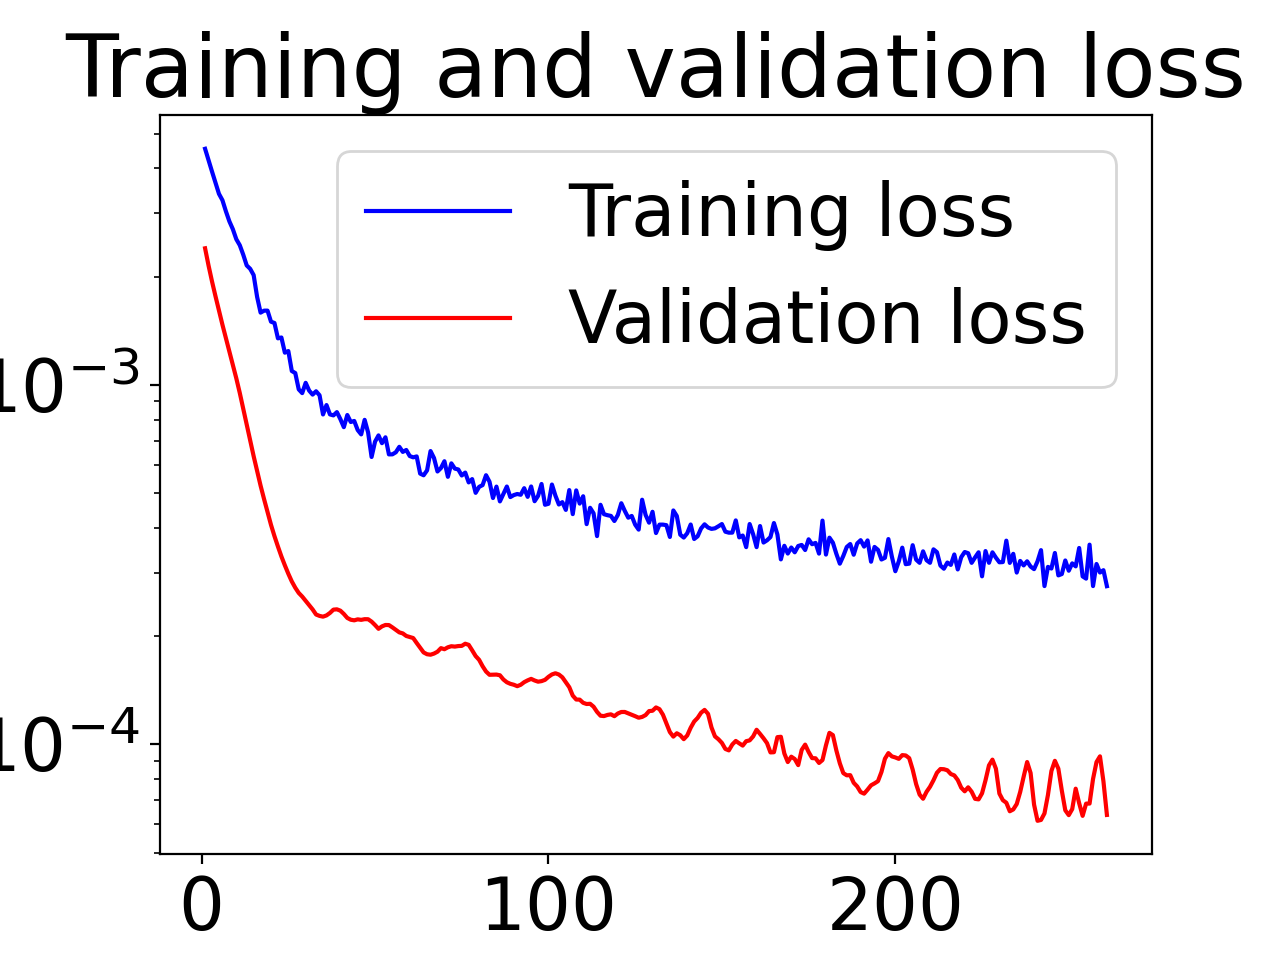 Training and validation loss
Training loss
Validation loss
10⁻³
10⁻⁴
0 100 200